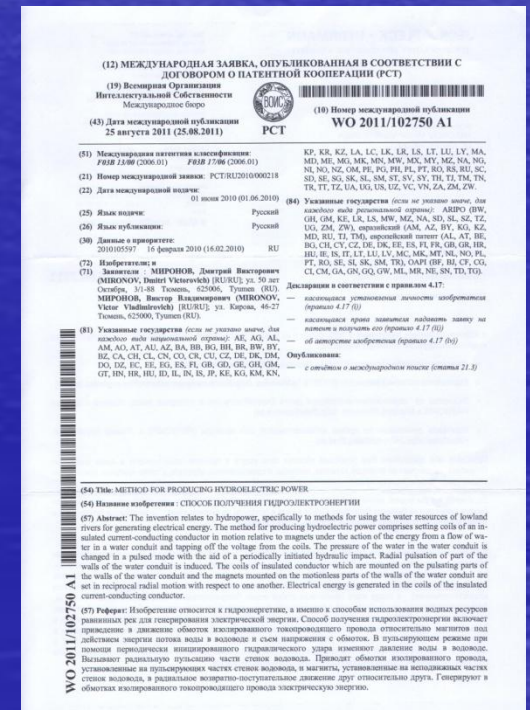 (12) МЕЖДУНАРОДНАЯ ЗАЯВКА, ОПУБЛИКОВАННАЯ В СООТВЕТСТВИИ С
ДОГОВОРОМ О ПАТЕНТНОЙ КООПЕРАЦИИ (РСТ)
(19) Всемирная Организация
Интеллектуальной Собственности
Международное бюро
(43) Дата международной публикации
25 августа 2011 (25.08.2011)
ВОИС
PCT
(10) Номер международной публикации
WO 2011/102750 A1
(51) Международная патентная классификация:
F03B 13/00 (2006.01) F03B 17/06 (2006.01)
(21) Номер международной заявки: PCT/RU2010/000218
(22) Дата международной подачи:
01 июня 2010 (01.06.2010)
(25) Язык подачи: Русский
(26) Язык публикации: Русский
(30) Данные о приоритете:
2010105597 16 февраля 2010 (16.02.2010) RU
(72) Изобретатели; и
(71) Заявители : МИРОНОВ, Дмитрий Викторович
(MIRONOV, Dmitri Victorovich) [RU/RU]; ул. 50 лет
Октября, 3/1-88 Тюмень, 625006, Tyumen (RU).
МИРОНОВ, Виктор Владимирович (MIRONOV,
Victor Vladimirovich) [RU/RU]; ул. Кирова, 46-27
Тюмень, 625000, Tyumen (RU).
(81) Указанные государства (если не указано иначе, для
каждого вида национальной охраны): AE, AG, AL,
AM, AO, AT, AU, AZ, BA, BB, BG, BH, BR, BW, BY,
BZ, CA, CH, CL, CN, CO, CR, CU, CZ, DE, DK, DM,
DO, DZ, EC, EE, EG, ES, FI, GB, GD, GE, GH, GM,
GT, HN, HR, HU, ID, IL, IN, IS, JP, KE, KG, KM, KN,
KP, KR, KZ, LA, LC, LK, LR, LS, LT, LU, LY, MA,
MD, ME, MG, MK, MN, MW, MX, MY, MZ, NA, NG,
NI, NO, NZ, OM, PE, PG, PH, PL, PT, RO, RS, RU, SC,
SD, SE, SG, SK, SL, SM, ST, SV, SY, TH, TJ, TM, TN,
TR, TT, TZ, UA, UG, US, UZ, VC, VN, ZA, ZM, ZW.
(84) Указанные государства (если не указано иначе, для
каждого вида региональной охраны): ARIPO (BW,
GH, GM, KE, LR, LS, MW, MZ, NA, SD, SL, SZ, TZ,
UG, ZM, ZW), евразийский (AM, AZ, BY, KG, KZ,
MD, RU, TJ, TM), европейский патент (AL, AT, BE,
BG, CH, CY, CZ, DE, DK, EE, ES, FI, FR, GB, GR, HR,
HU, IE, IS, IT, LT, LU, LV, MC, MK, MT, NL, NO, PL,
PT, RO, SE, SI, SK, SM, TR), OAPI (BF, BJ, CF, CG,
CI, CM, GA, GN, GQ, GW, ML, MR, NE, SN, TD, TG).
Декларации в соответствии с правилом 4.17:
— касающаяся установления личности изобретателя
(правило 4.17 (i))
— касающаяся права заявителя подавать заявку на
патент и получать его (правило 4.17 (ii))
— об авторстве изобретения (правило 4.17 (iv))
Опубликована:
— с отчётом о международном поиске (статья 21.3)
(54) Title: METHOD FOR PRODUCING HYDROELECTRIC POWER
(54) Название изобретения : СПОСОБ ПОЛУЧЕНИЯ ГИДРОЭЛЕКТРОЭНЕРГИИ
(57) Abstract: The invention relates to hydropower, specifically to methods for using the water resources of lowland
rivers for generating electrical energy. The method for producing hydroelectric power comprises setting coils of an in-
sulated current-conducting conductor in motion relative to magnets under the action of the energy from a flow of wa-
ter in a water conduit and tapping off the voltage from the coils. The pressure of the water in the water conduit is
changed in a pulsed mode with the aid of a periodically initiated hydraulic impact. Radial pulsation of part of the
walls of the water conduit is induced. The coils of insulated conductor which are mounted on the pulsating parts of
the walls of the water conduit and the magnets mounted on the motionless parts of the walls of the water conduit are
set in reciprocal radial motion with respect to one another. Electrical energy is generated in the coils of the insulated
current-conducting conductor.
(57) Реферат: Изобретение относится к гидроэнергетике, а именно к способам использования водных ресурсов
равнинных рек для генерирования электрической энергии. Способ получения гидроэлектроэнергии включает
приведение в движение обмоток изолированного токопроводящего провода относительно магнитов под
действием энергии потока воды в водоводе и съем напряжения с обмоток. В пульсирующем режиме при
помощи периодически инициированного гидравлического удара изменяют давление воды в водоводе.
Вызывают радиальную пульсацию части стенок водовода. Приводят обмотки изолированного провода,
установленные на пульсирующих частях стенок водовода, и магниты, установленные на неподвижных частях
стенок водовода, в радиальное возвратно-поступательное движение друг относительно друга. Генерируют в
обмотках изолированного токопроводящего провода электрическую энергию.
WO 2011/102750 A1